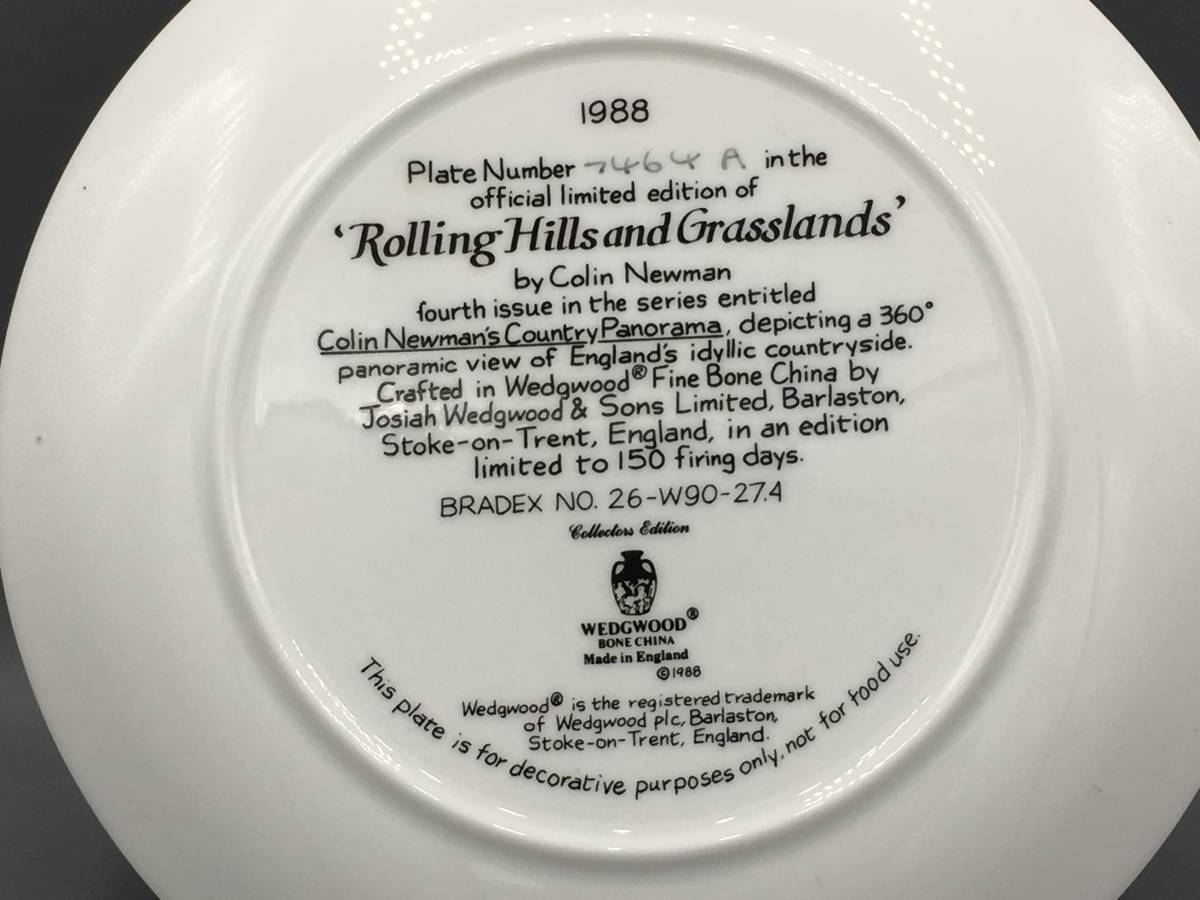 1988
Plate Number 7464 A in the
official limited edition of
‘Rolling Hills and Grasslands’
by Colin Newman
fourth issue in the series entitled
Colin Newman's Country Panorama, depicting a 360°
panoramic view of England's idyllic countryside.
Crafted in Wedgwood® Fine Bone China by
Josiah Wedgwood & Sons Limited, Barlaston,
Stoke-on-Trent, England, in an edition
limited to 150 firing days.
BRADEX NO. 26-W90-27.4
Collectors Edition
WEDGWOOD®
BONE CHINA
Made in England
©1988
Wedgwood® is the registered trademark
of Wedgwood plc, Barlaston,
Stoke-on-Trent, England.
This plate is for decorative purposes only, not for food use.